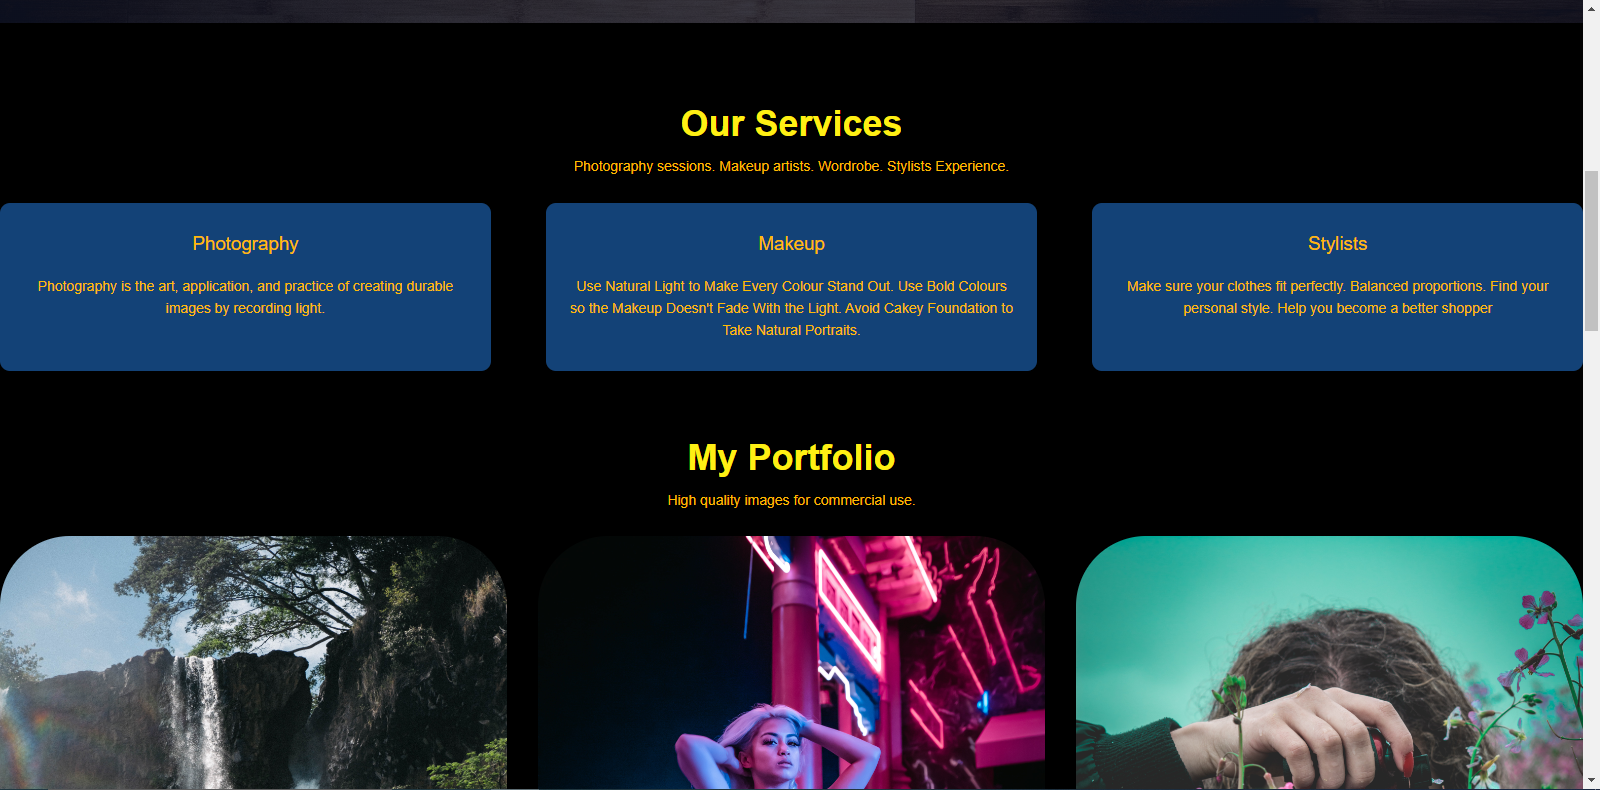 Our Services
Photography sessions. Makeup artists. Wordrobe. Stylists Experience.
Photography
Photography is the art, application, and practice of creating durable
images by recording light.
Makeup
Use Natural Light to Make Every Colour Stand Out. Use Bold Colours
so the Makeup Doesn't Fade With the Light. Avoid Cakey Foundation to
Take Natural Portraits.
Stylists
Make sure your clothes fit perfectly. Balanced proportions. Find your
personal style. Help you become a better shopper
My Portfolio
High quality images for commercial use.